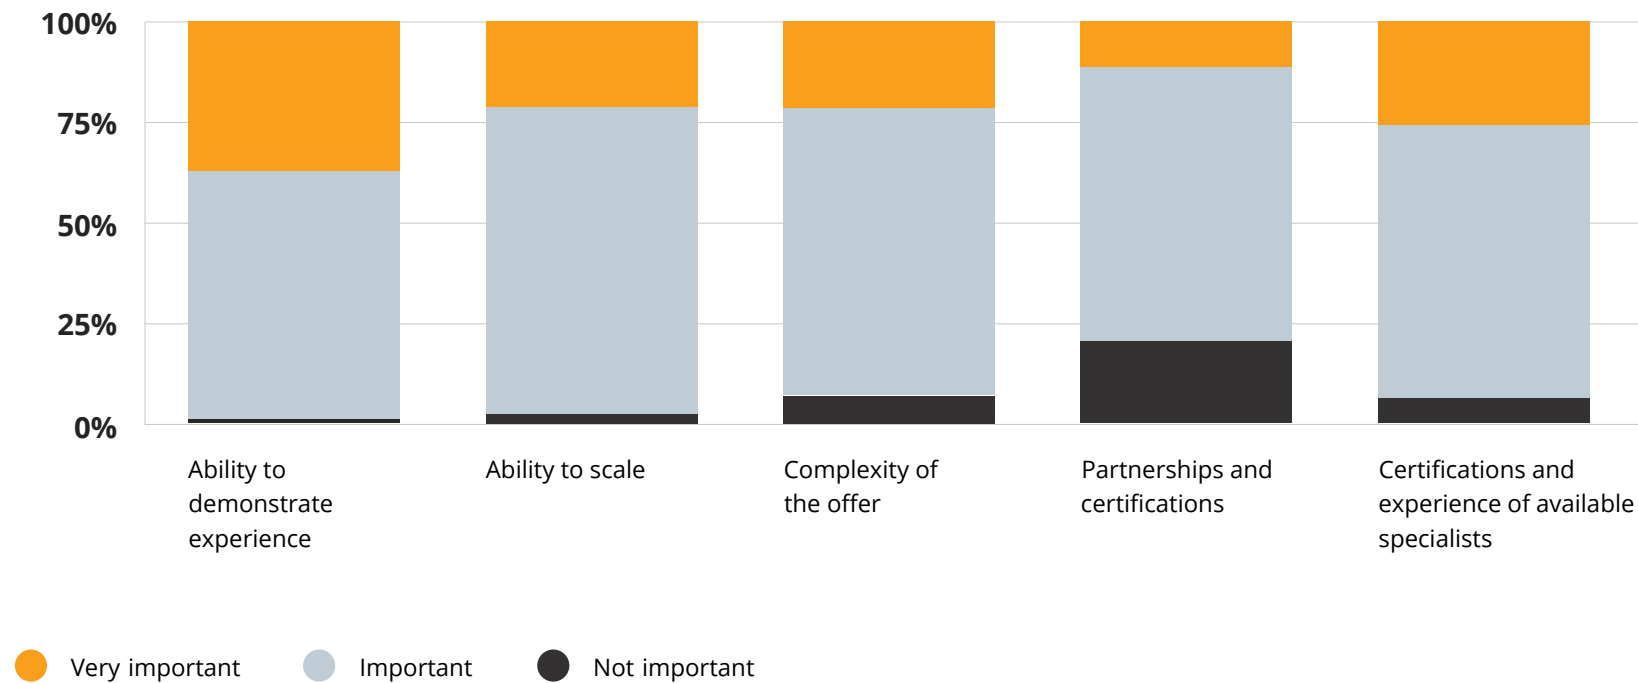 100%
75%
50%
25%
0%
Ability to
demonstrate
experience
Ability to scale
Complexity of
the offer
Partnerships and
certifications
Certifications and
experience of available
specialists
Very important
Important
Not important